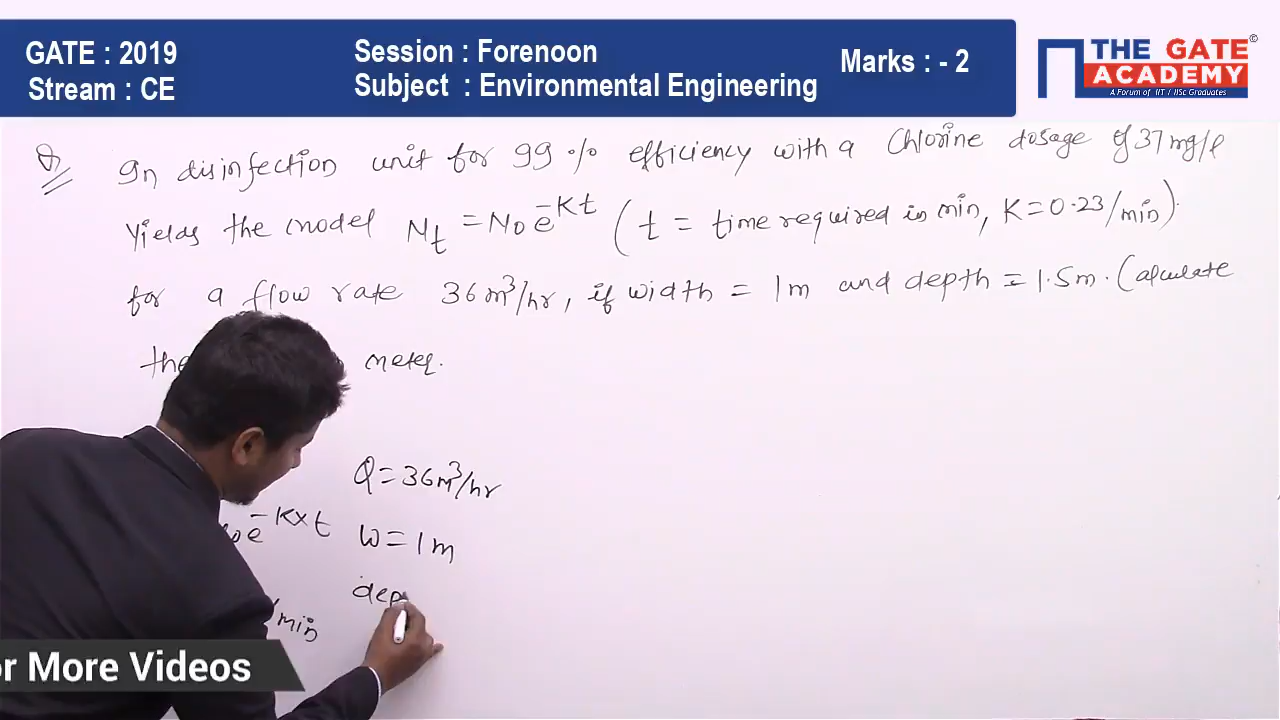 GATE : 2019
Stream : CE
Session : Forenoon
Subject : Environmental Engineering
Marks : - 2
THE GATE ACADEMY
©
A Forum of IIT / IISc Graduates
Q
In disinfection unit for 99 % efficiency with a Chlorine dosage of 37 mg/l
Yields the model Nt = N0 e^-Kt ( t = time required in min, K = 0.23/min).
for a flow rate 36 m³/hr, if width = 1m and depth = 1.5m. Calculate
the meter.
Q = 36 m³/hr
e^-K×t
w = 1m
dep
/min
or More Videos